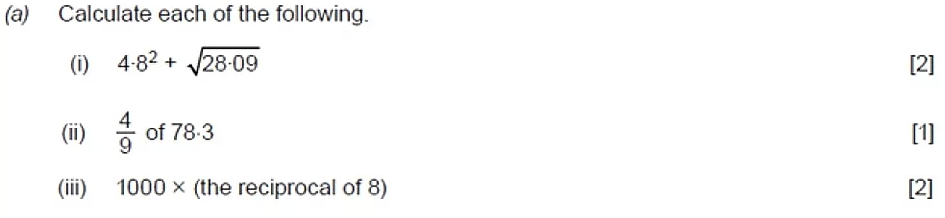 (a) Calculate each of the following.
(i) 4·8² + √28·09 [2]
(ii) 4/9 of 78·3 [1]
(iii) 1000 × (the reciprocal of 8) [2]